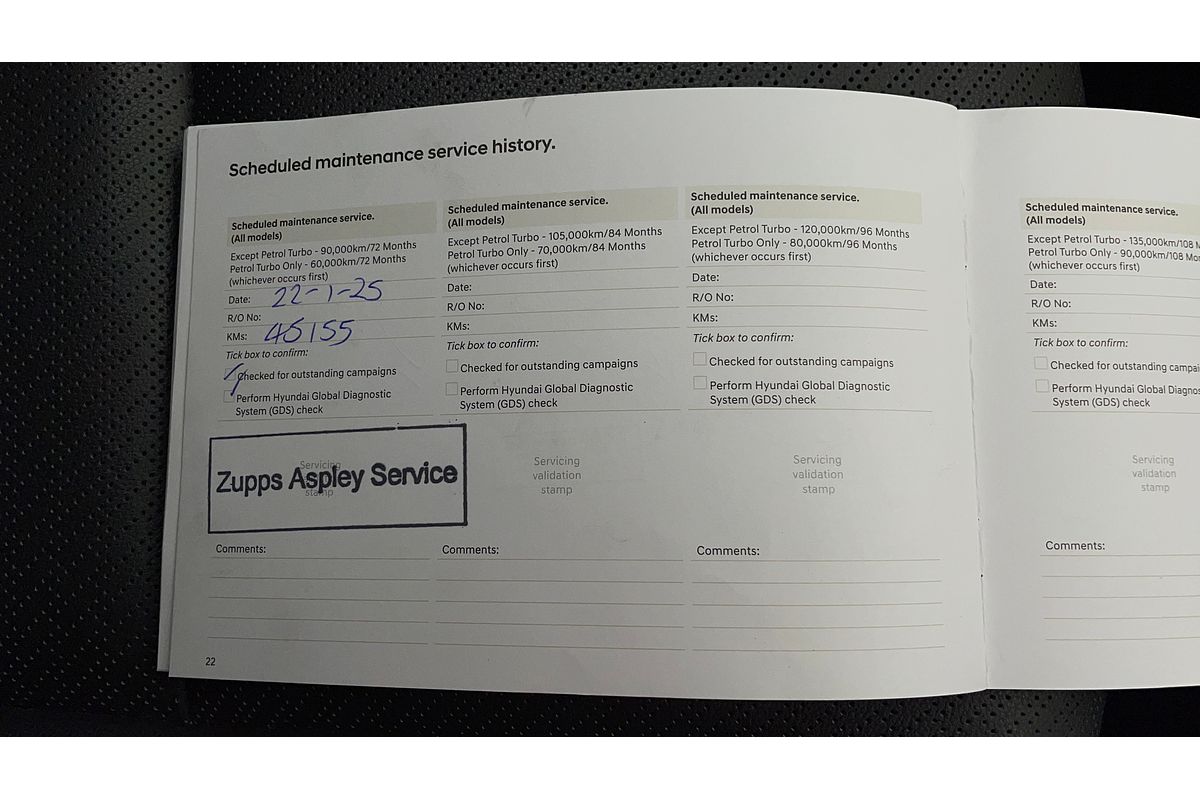 Scheduled maintenance service history.
Scheduled maintenance service.
(All models)
Except Petrol Turbo - 90,000km/72 Months
Petrol Turbo Only - 60,000km/72 Months
(whichever occurs first)
Date: 22-1-25
R/O No:
KMs: 45155
Tick box to confirm:
Checked for outstanding campaigns
Perform Hyundai Global Diagnostic
System (GDS) check
Servicing
Zupps Aspley Service
stamp
Comments:
Scheduled maintenance service.
(All models)
Except Petrol Turbo - 105,000km/84 Months
Petrol Turbo Only - 70,000km/84 Months
(whichever occurs first)
Date:
R/O No:
KMs:
Tick box to confirm:
Checked for outstanding campaigns
Perform Hyundai Global Diagnostic
System (GDS) check
Servicing
validation
stamp
Comments:
Scheduled maintenance service.
(All models)
Except Petrol Turbo - 120,000km/96 Months
Petrol Turbo Only - 80,000km/96 Months
(whichever occurs first)
Date:
R/O No:
KMs:
Tick box to confirm:
Checked for outstanding campaigns
Perform Hyundai Global Diagnostic
System (GDS) check
Servicing
validation
stamp
Comments:
22
Scheduled maintenance service.
(All models)
Except Petrol Turbo - 135,000km/108 M
Petrol Turbo Only - 90,000km/108 Mo
(whichever occurs first)
Date:
R/O No:
KMs:
Tick box to confirm:
Checked for outstanding campai
Perform Hyundai Global Diagnos
System (GDS) check
Servicing
validation
stamp
Comments: